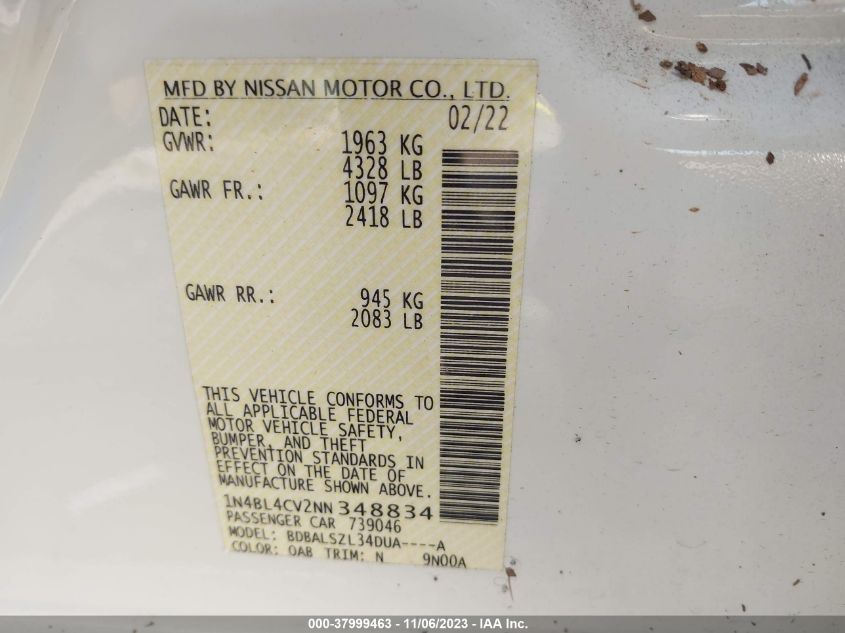 MFD BY NISSAN MOTOR CO., LTD.
DATE: 02/22
GVWR: 1963 KG
4328 LB
GAWR FR.: 1097 KG
2418 LB
GAWR RR.: 945 KG
2083 LB
THIS VEHICLE CONFORMS TO
ALL APPLICABLE FEDERAL
MOTOR VEHICLE SAFETY,
BUMPER, AND THEFT
PREVENTION STANDARDS IN
EFFECT ON THE DATE OF
MANUFACTURE SHOWN ABOVE.
1N4BL4CV2NN348834
PASSENGER CAR 739046
MODEL: BDBALSZL34DUA----A
COLOR: QAB TRIM: N 9N00A
000-37999463 - 11/06/2023 - IAA Inc.